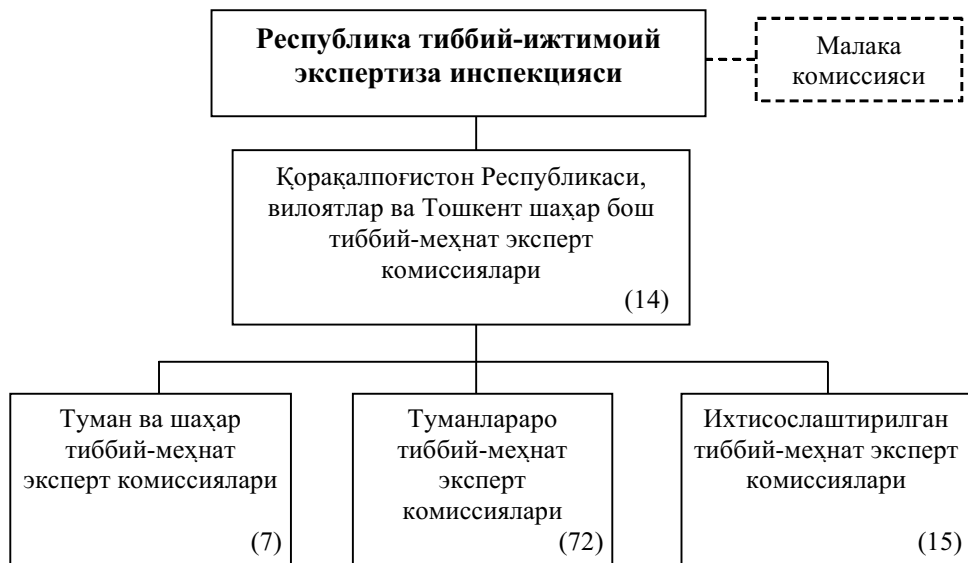 Республика тиббий-ижтимоий
экспертиза инспекцияси
Малака
комиссияси
Қорақалпоғистон Республикаси,
вилоятлар ва Тошкент шаҳар бош
тиббий-меҳнат эксперт
комиссиялари
(14)
Туман ва шаҳар
тиббий-меҳнат
эксперт комиссиялари
(7)
Туманлараро
тиббий-меҳнат
эксперт
комиссиялари
(72)
Ихтисослаштирилган
тиббий-меҳнат эксперт
комиссиялари
(15)